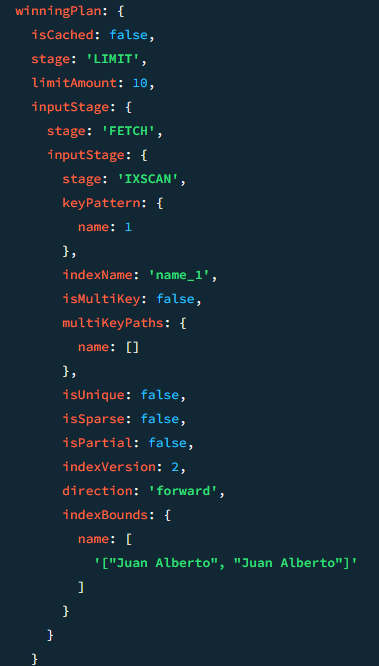 winningPlan: {
isCached: false,
stage: 'LIMIT',
limitAmount: 10,
inputStage: {
stage: 'FETCH',
inputStage: {
stage: 'IXSCAN',
keyPattern: {
name: 1
},
indexName: 'name_1',
isMultiKey: false,
multiKeyPaths: {
name: []
},
isUnique: false,
isSparse: false,
isPartial: false,
indexVersion: 2,
direction: 'forward',
indexBounds: {
name: [
'["Juan Alberto", "Juan Alberto"]'
]
}
}
}